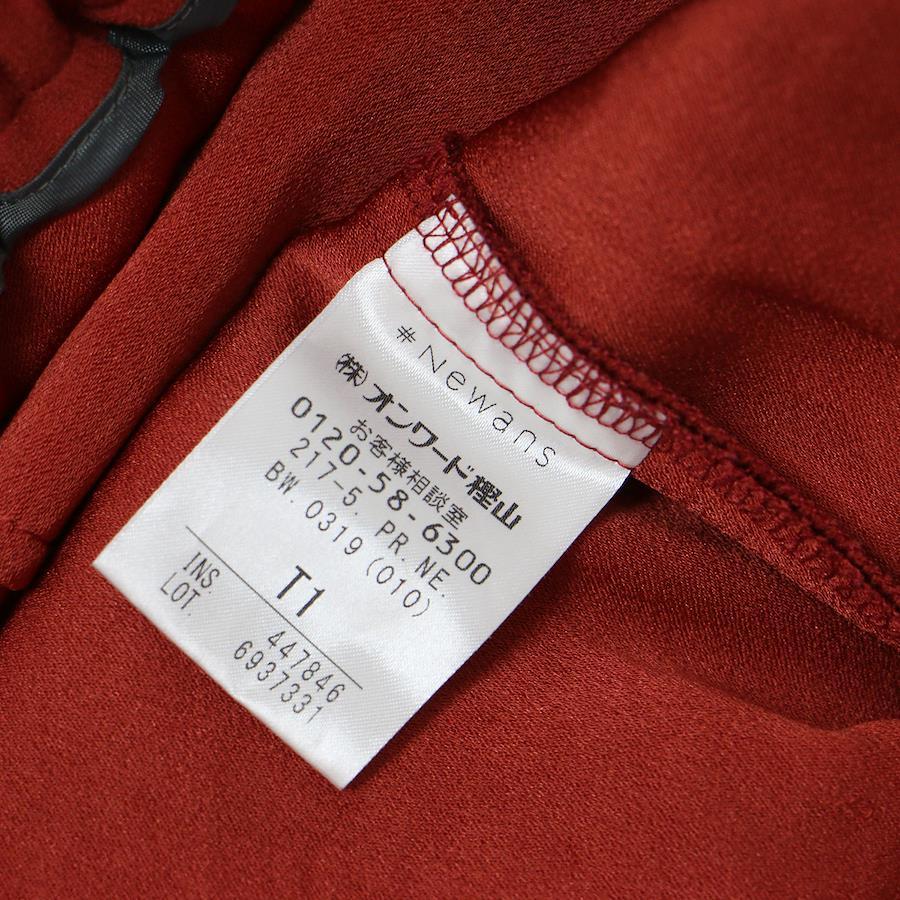 #Newans
(株)オンワード樫山
お客様相談室
0120-58-6300
217-5. PR. NE.
BW. 0319 (010)
T1
INS. 447846
LOT. 6937331